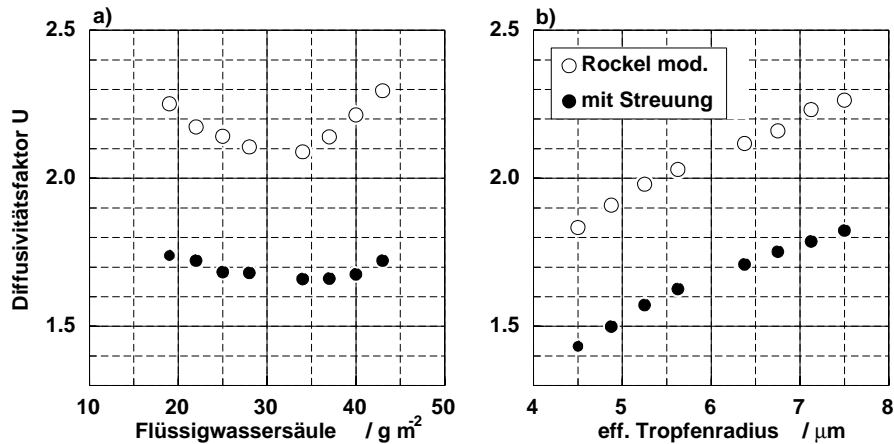 a)
b)
2.5
2.0
1.5
2.5
2.0
1.5
Diffusivitätsfaktor U
Rockel mod.
mit Streuung
10 20 30 40 50
4 5 6 7 8
Flüssigwassersäule / g m-2
eff. Tropfenradius / µm